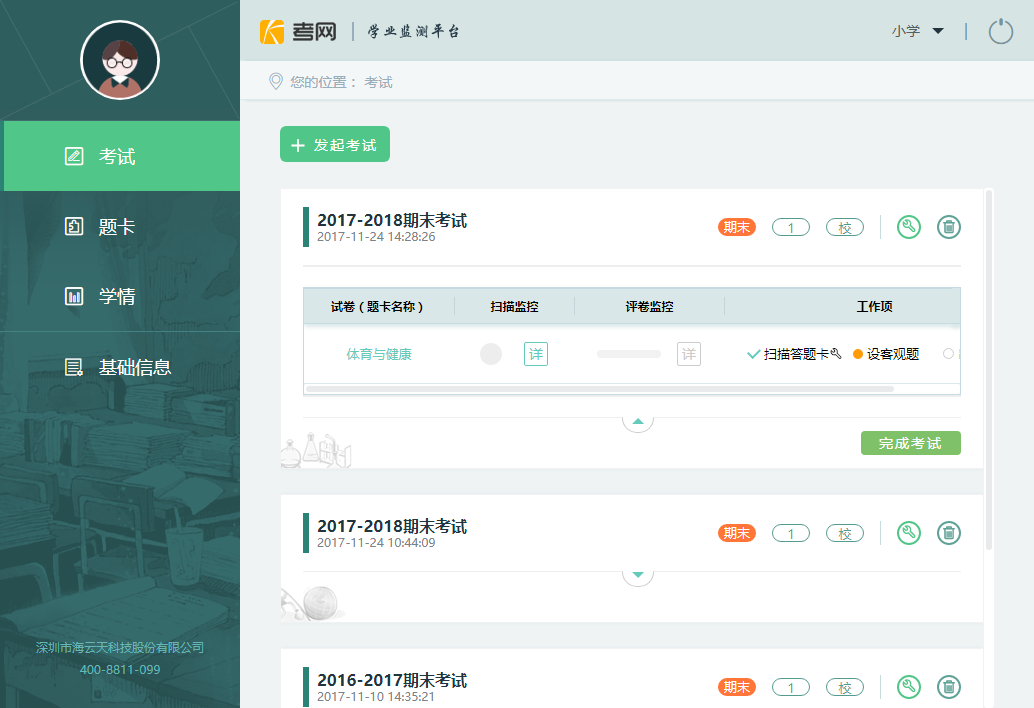 考网 | 学业监测平台
小学
您的位置： 考试
考试
题卡
学情
基础信息
深圳市海云天科技股份有限公司
400-8811-099
+ 发起考试
2017-2018期末考试
2017-11-24 14:28:26
期末 1 校
试卷（题卡名称） 扫描监控 评卷监控 工作项
体育与健康 详 详 扫描答题卡 设客观题
完成考试
2017-2018期末考试
2017-11-24 10:44:09
期末 1 校
2016-2017期末考试
2017-11-10 14:35:21
期末 1 校